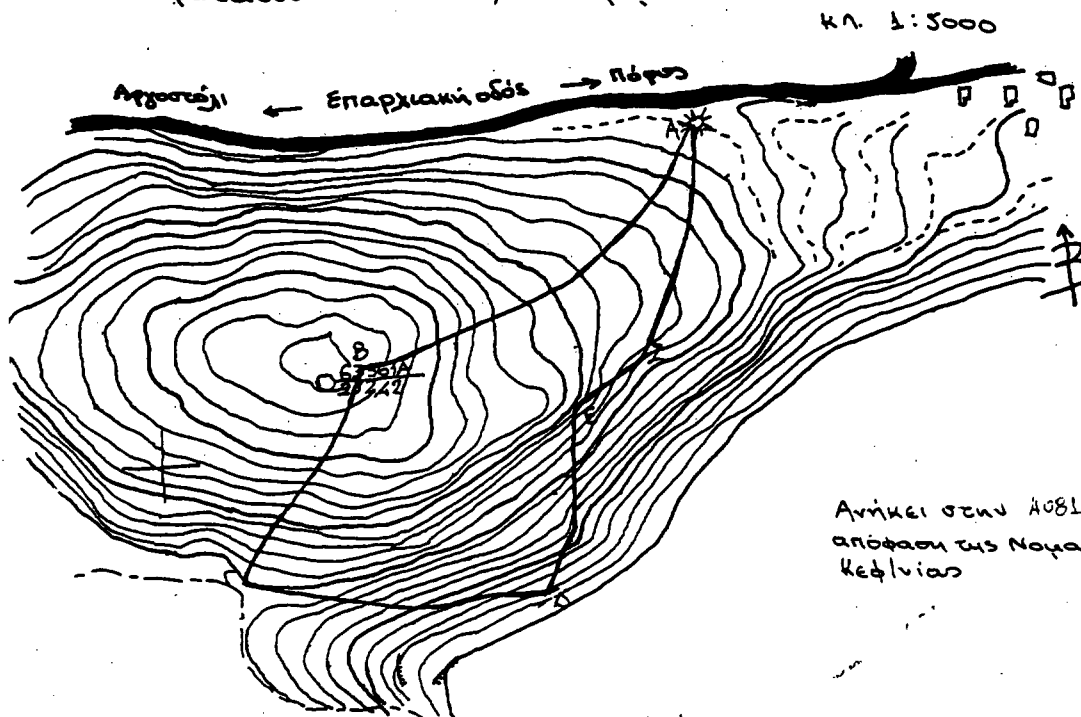 κλ. 1:5000
Αργοστόλι ← Επαρχιακή οδός → Πόρος
Α
Β
Ζ
Ε
Δ
Ανήκει στην
απόφαση της Νομα
Κεφ/νίας